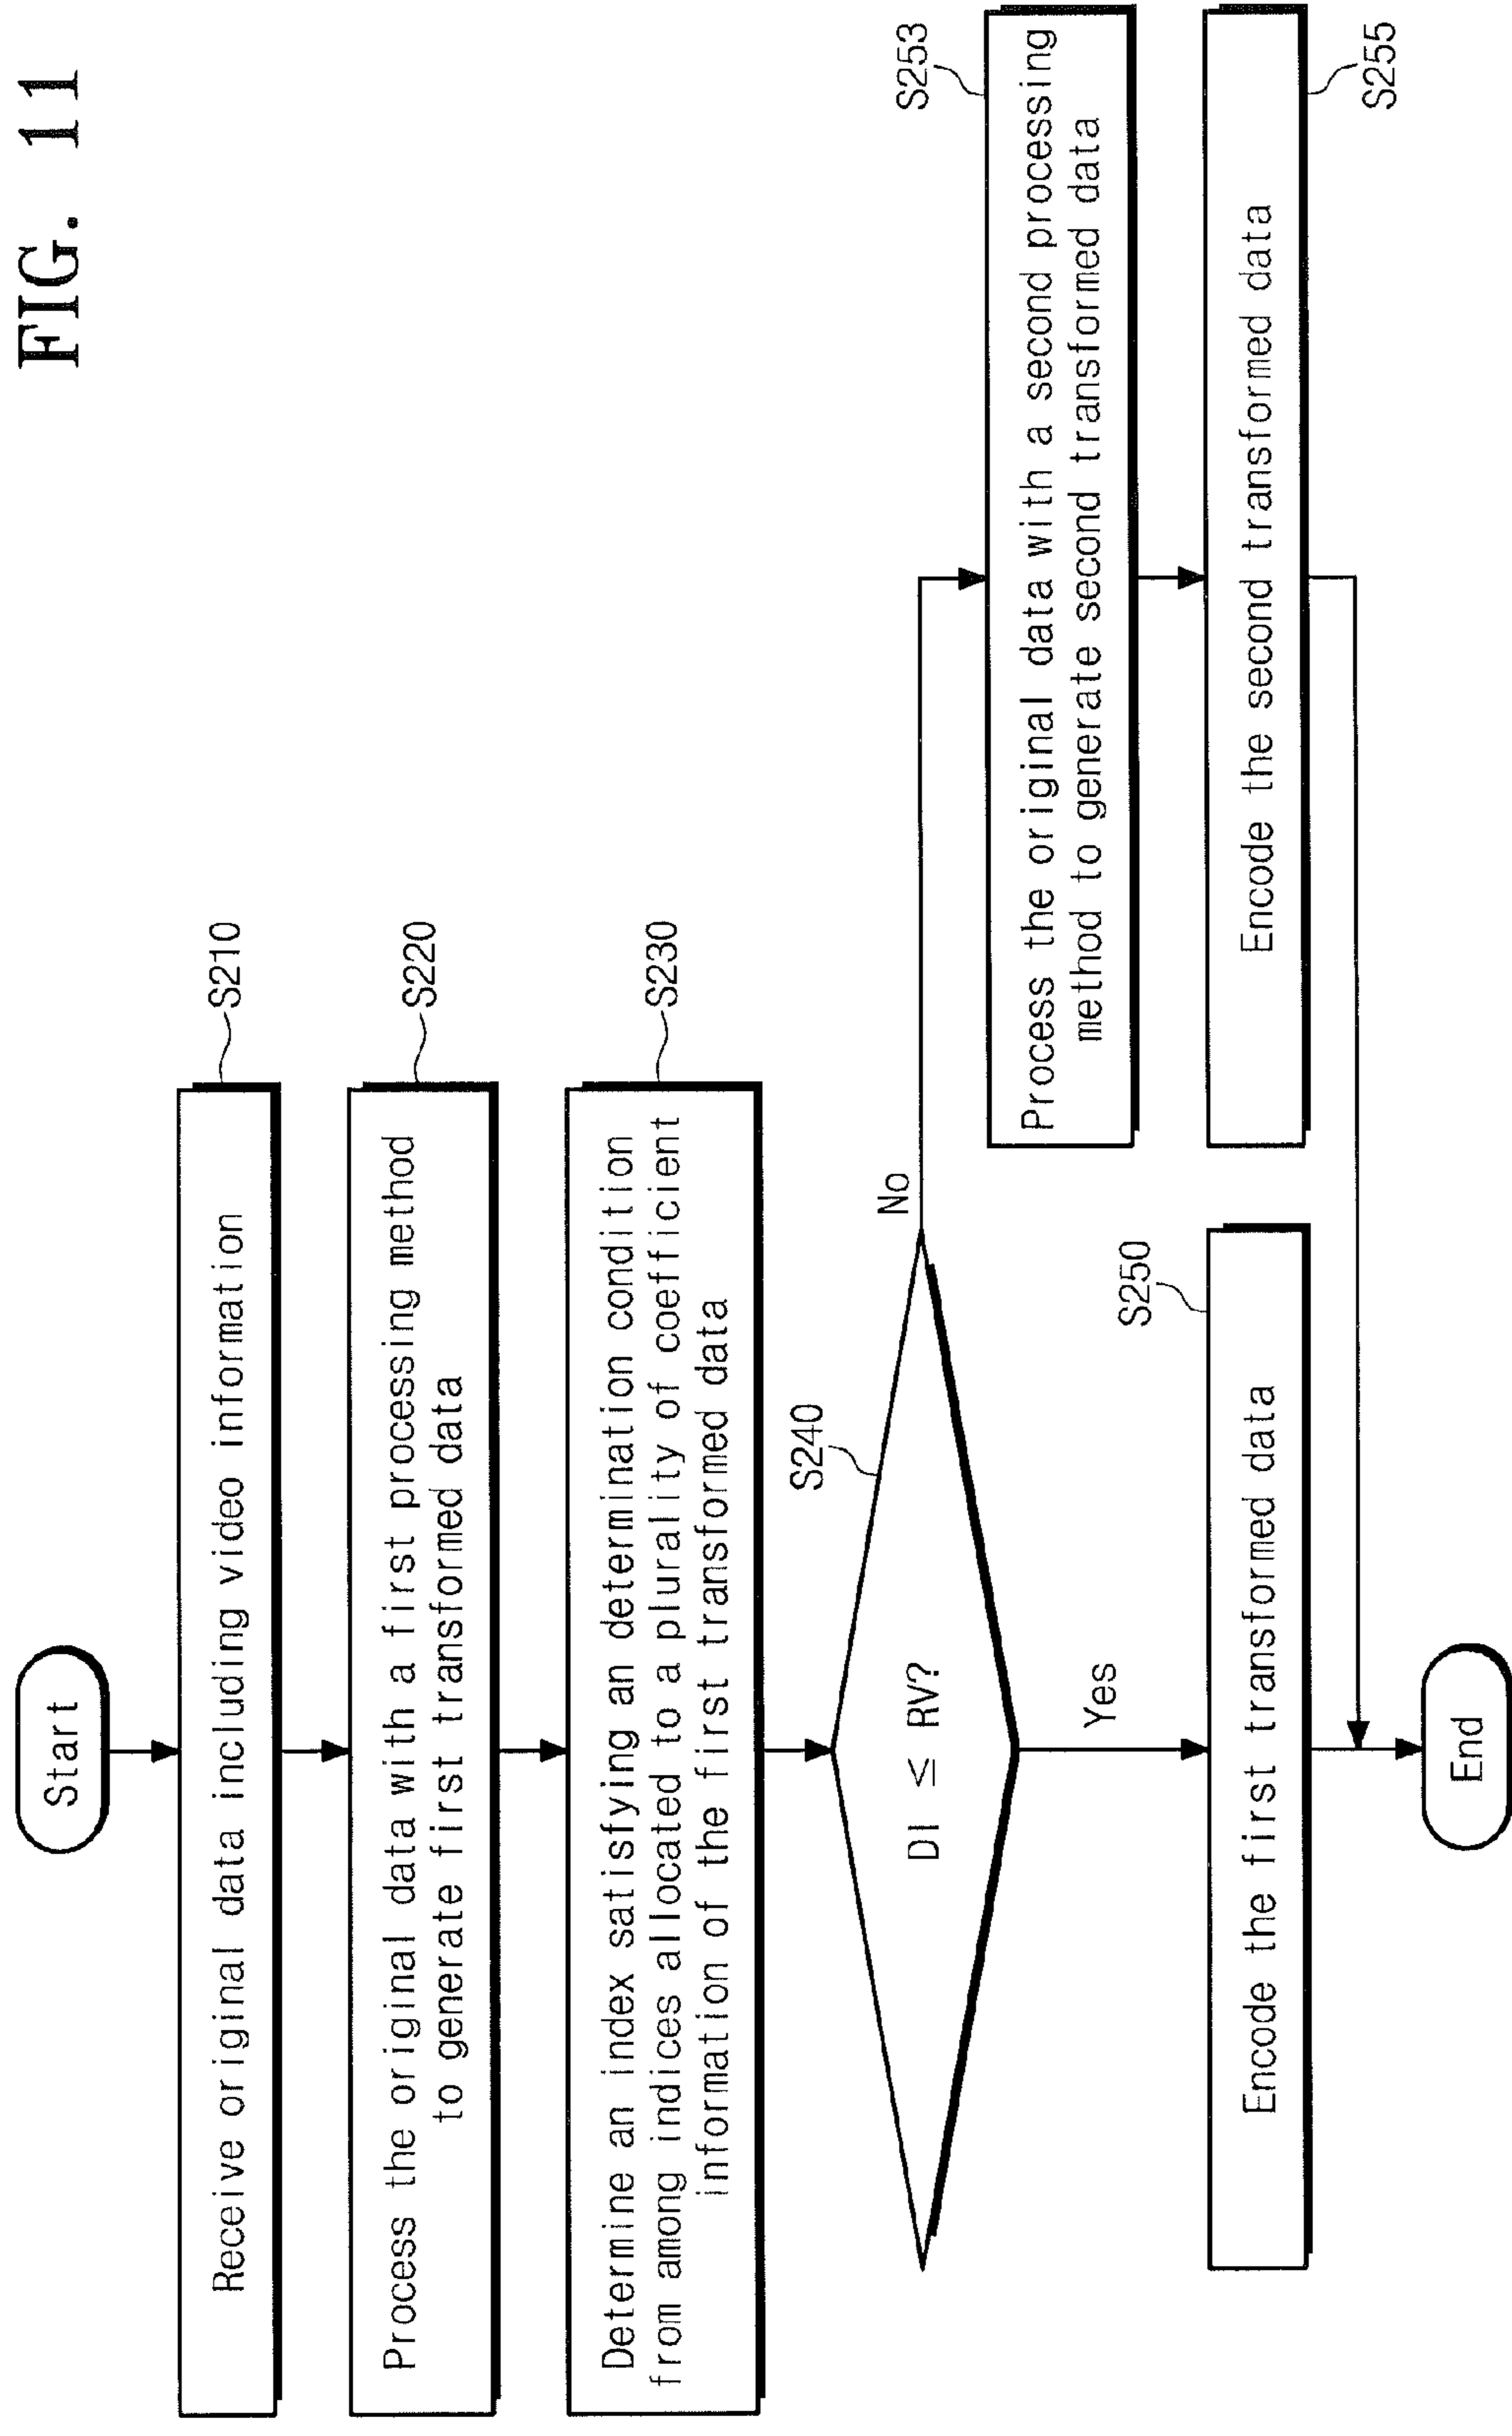 FIG. 11
Start
Receive original data including video information
S210
Process the original data with a first processing method
to generate first transformed data
S220
Determine an index satisfying an determination condition
from among indices allocated to a plurality of coefficient
information of the first transformed data
S230
S240
DI ≤ RV?
No
Yes
S253
Process the original data with a second processing
method to generate second transformed data
S250
Encode the first transformed data
Encode the second transformed data
S255
End